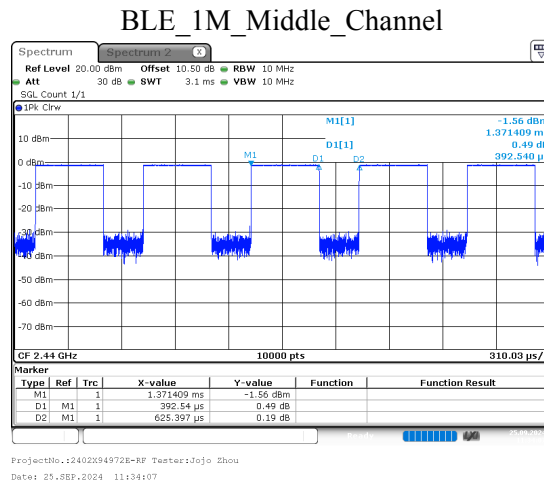 BLE_1M_Middle_Channel
Spectrum Spectrum 2 X
Ref Level 20.00 dBm Offset 10.50 dB RBW 10 MHz
Att 30 dB SWT 3.1 ms VBW 10 MHz
SGL Count 1/1
1Pk Clrw
M1[1] -1.56 dBm
1.371409 ms
D1[1] 0.49 dB
392.540 µs
10 dBm
0 dBm
-10 dBm
-20 dBm
-30 dBm
-40 dBm
-50 dBm
-60 dBm
-70 dBm
M1 D1 D2
CF 2.44 GHz 10000 pts 310.03 µs/
Marker
Type Ref Trc X-value Y-value Function Function Result
M1 1 1.371409 ms -1.56 dBm
D1 M1 1 392.54 µs 0.49 dB
D2 M1 1 625.397 µs 0.19 dB
ProjectNo.:2402X94972E-RF Tester:Jojo Zhou
Date: 25.SEP.2024 11:34:07